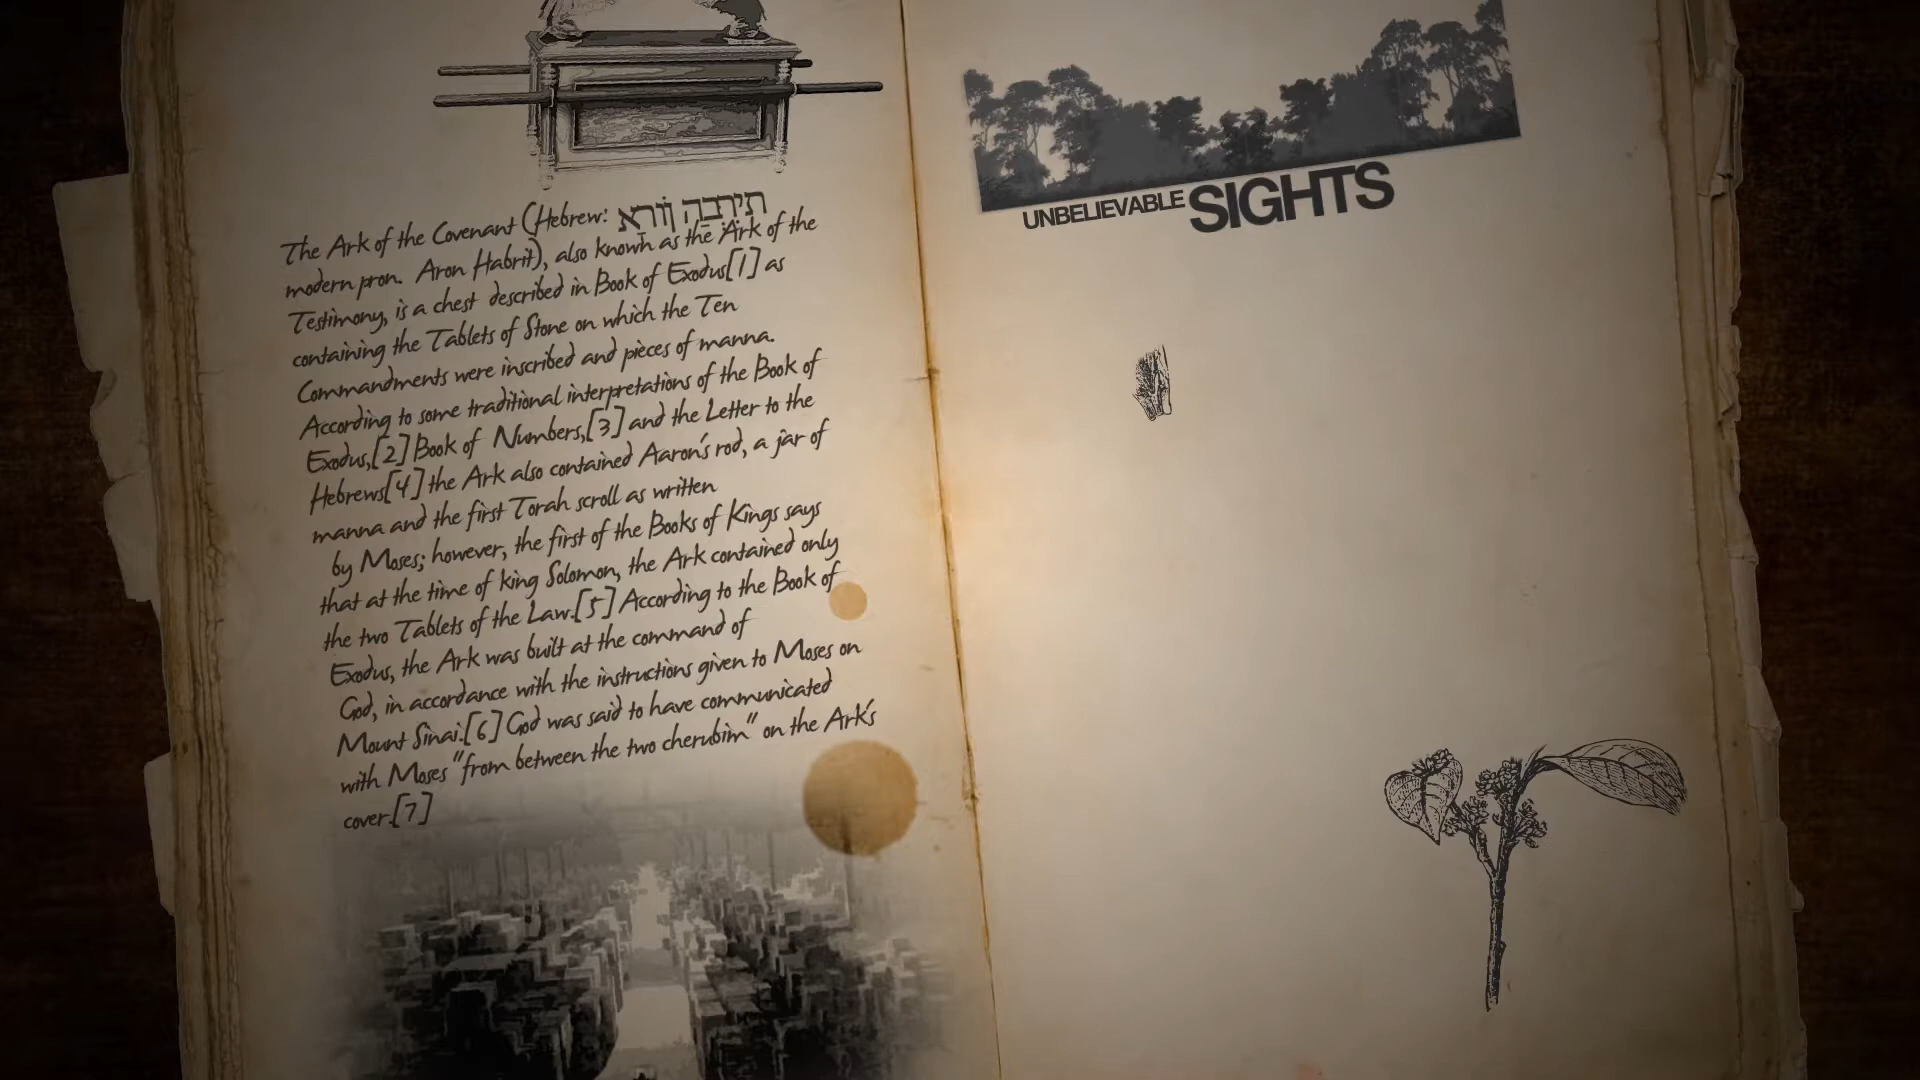 The Ark of the Covenant (Hebrew: תירבה ןורא
modern pron. Aron Habrit), also known as the Ark of the
Testimony, is a chest described in Book of Exodus[1] as
containing the Tablets of Stone on which the Ten
Commandments were inscribed and pieces of manna.
According to some traditional interpretations of the Book of
Exodus,[2] Book of Numbers,[3] and the Letter to the
Hebrews[4] the Ark also contained Aaron's rod, a jar of
manna and the first Torah scroll as written
by Moses; however, the first of the Books of Kings says
that at the time of king Solomon, the Ark contained only
the two Tablets of the Law.[5] According to the Book of
Exodus, the Ark was built at the command of
God, in accordance with the instructions given to Moses on
Mount Sinai.[6] God was said to have communicated
with Moses "from between the two cherubim" on the Ark's
cover.[7]
UNBELIEVABLE SIGHTS